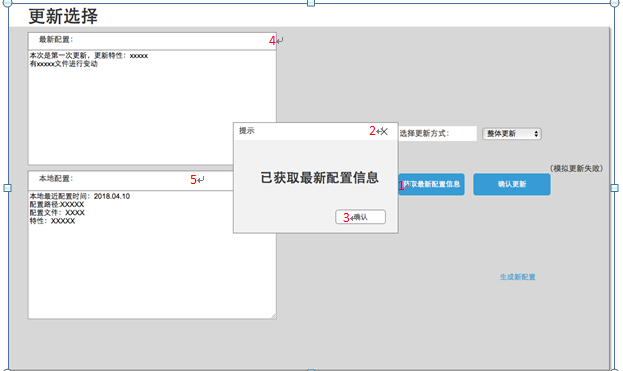 更新选择
最新配置： 4
本次是第一次更新，更新特性：xxxxx
有xxxxx文件进行变动
提示 2 ×
已获取最新配置信息
3 确认
选择更新方式： 整体更新
（模拟更新失败）
1 获取最新配置信息 确认更新
本地配置： 5
本地最近配置时间：2018.04.10
配置路径:XXXXX
配置文件：XXXX
特性：XXXXX
生成新配置